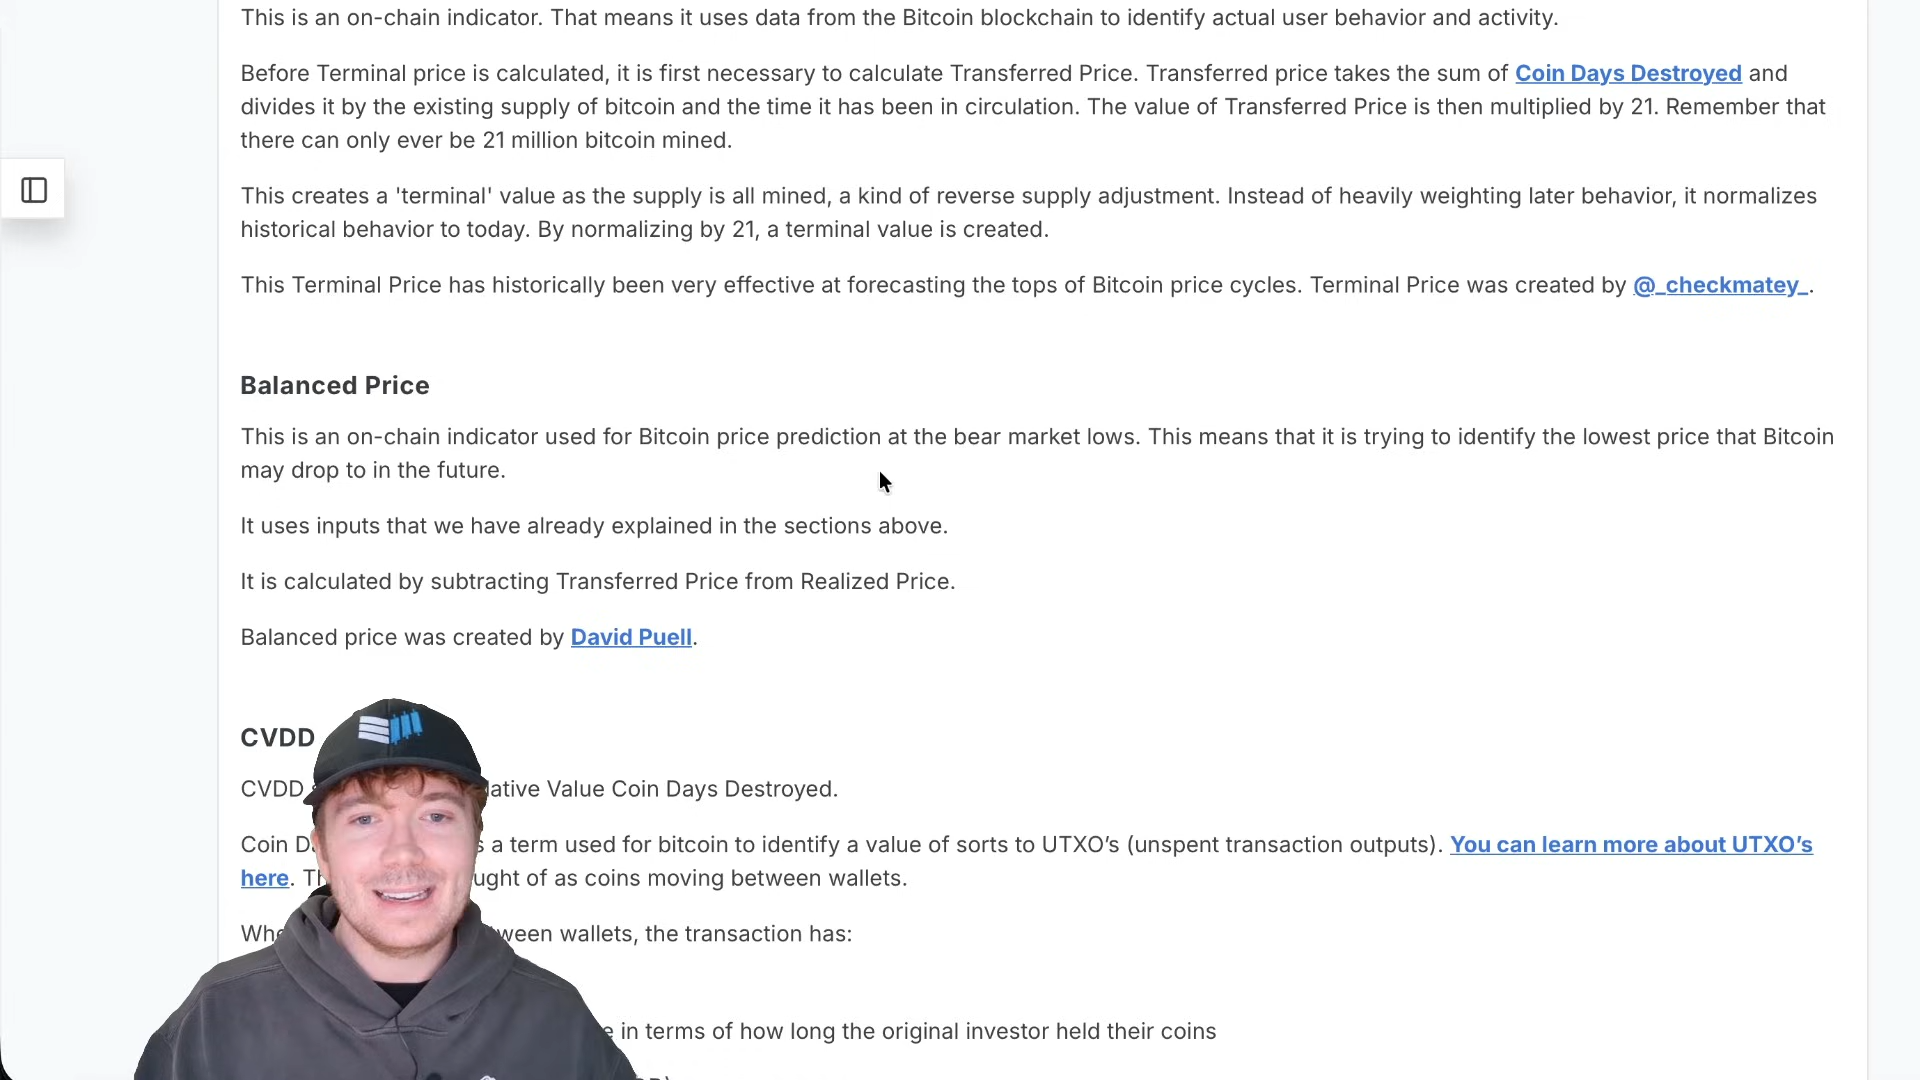 This is an on-chain indicator. That means it uses data from the Bitcoin blockchain to identify actual user behavior and activity.
Before Terminal price is calculated, it is first necessary to calculate Transferred Price. Transferred price takes the sum of Coin Days Destroyed and
divides it by the existing supply of bitcoin and the time it has been in circulation. The value of Transferred Price is then multiplied by 21. Remember that
there can only ever be 21 million bitcoin mined.
This creates a 'terminal' value as the supply is all mined, a kind of reverse supply adjustment. Instead of heavily weighting later behavior, it normalizes
historical behavior to today. By normalizing by 21, a terminal value is created.
This Terminal Price has historically been very effective at forecasting the tops of Bitcoin price cycles. Terminal Price was created by @_checkmatey_.
Balanced Price
This is an on-chain indicator used for Bitcoin price prediction at the bear market lows. This means that it is trying to identify the lowest price that Bitcoin
may drop to in the future.
It uses inputs that we have already explained in the sections above.
It is calculated by subtracting Transferred Price from Realized Price.
Balanced price was created by David Puell.
CVDD
CVDD Value Coin Days Destroyed.
Coin a term used for bitcoin to identify a value of sorts to UTXO’s (unspent transaction outputs). You can learn more about UTXO’s
here. of as coins moving between wallets.
wallets, the transaction has:
in terms of how long the original investor held their coins